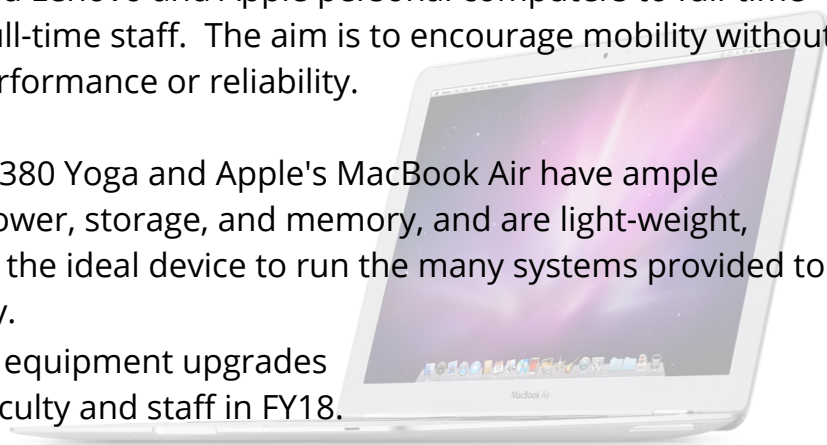 Lenovo and Apple personal computers to full-time
ull-time staff.  The aim is to encourage mobility without
rformance or reliability.
380 Yoga and Apple's MacBook Air have ample
ower, storage, and memory, and are light-weight,
the ideal device to run the many systems provided to
y.
equipment upgrades
culty and staff in FY18.
MacBook Air